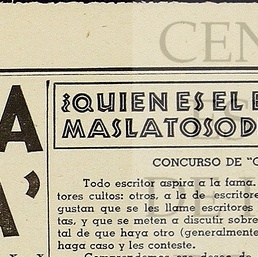 CEN
¿QUIEN ES EL E
MASLATOSOD
A
A'
CONCURSO DE "C
Todo escritor aspira a la fama.
tores cultos: otros, a la de escritore
gustan que se les llame escritores
tas, y que se meten a discutir sobre
tal de que haya otro (generalmente
haga caso y les conteste.